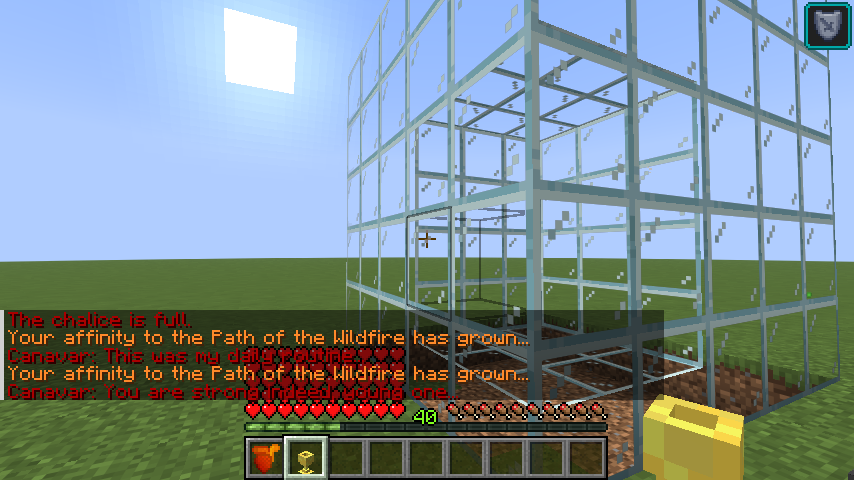 The chalice is full.
Your affinity to the Path of the Wildfire has grown...
Canavar: This was my daily routine...
Your affinity to the Path of the Wildfire has grown...
Canavar: You are strong indeed, young one...
40